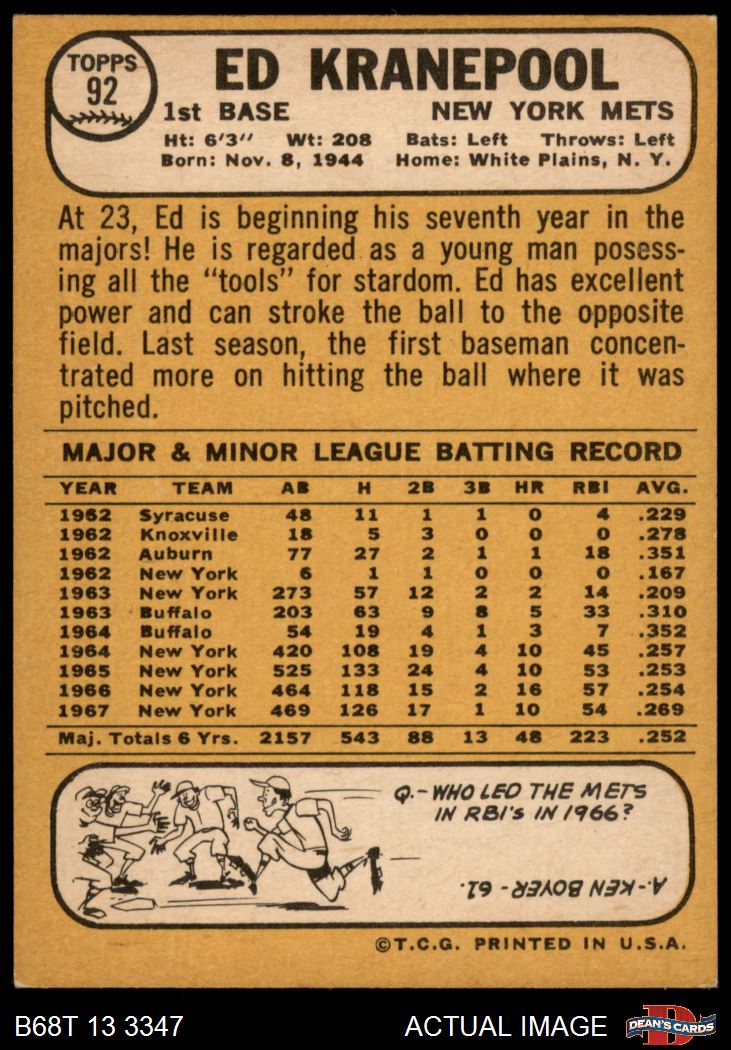 TOPPS
92
ED KRANEPOOL
1st BASE NEW YORK METS
Ht: 6'3" Wt: 208 Bats: Left Throws: Left
Born: Nov. 8, 1944 Home: White Plains, N. Y.
At 23, Ed is beginning his seventh year in the
majors! He is regarded as a young man posess-
ing all the "tools" for stardom. Ed has excellent
power and can stroke the ball to the opposite
field. Last season, the first baseman concen-
trated more on hitting the ball where it was
pitched.
MAJOR & MINOR LEAGUE BATTING RECORD
YEAR TEAM AB H 2B 3B HR RBI AVG.
1962 Syracuse 48 11 1 1 0 4 .229
1962 Knoxville 18 5 3 0 0 0 .278
1962 Auburn 77 27 2 1 1 18 .351
1962 New York 6 1 1 0 0 0 .167
1963 New York 273 57 12 2 2 14 .209
1963 Buffalo 203 63 9 8 5 33 .310
1964 Buffalo 54 19 4 1 3 7 .352
1964 New York 420 108 19 4 10 45 .257
1965 New York 525 133 24 4 10 53 .253
1966 New York 464 118 15 2 16 57 .254
1967 New York 469 126 17 1 10 54 .269
Maj. Totals 6 Yrs. 2157 543 88 13 48 223 .252
Q.-WHO LED THE METS
IN RBI'S IN 1966?
A.-KEN BOYER-61.
©T.C.G. PRINTED IN U.S.A.
B68T 13 3347 ACTUAL IMAGE
D
DEAN'S CARDS